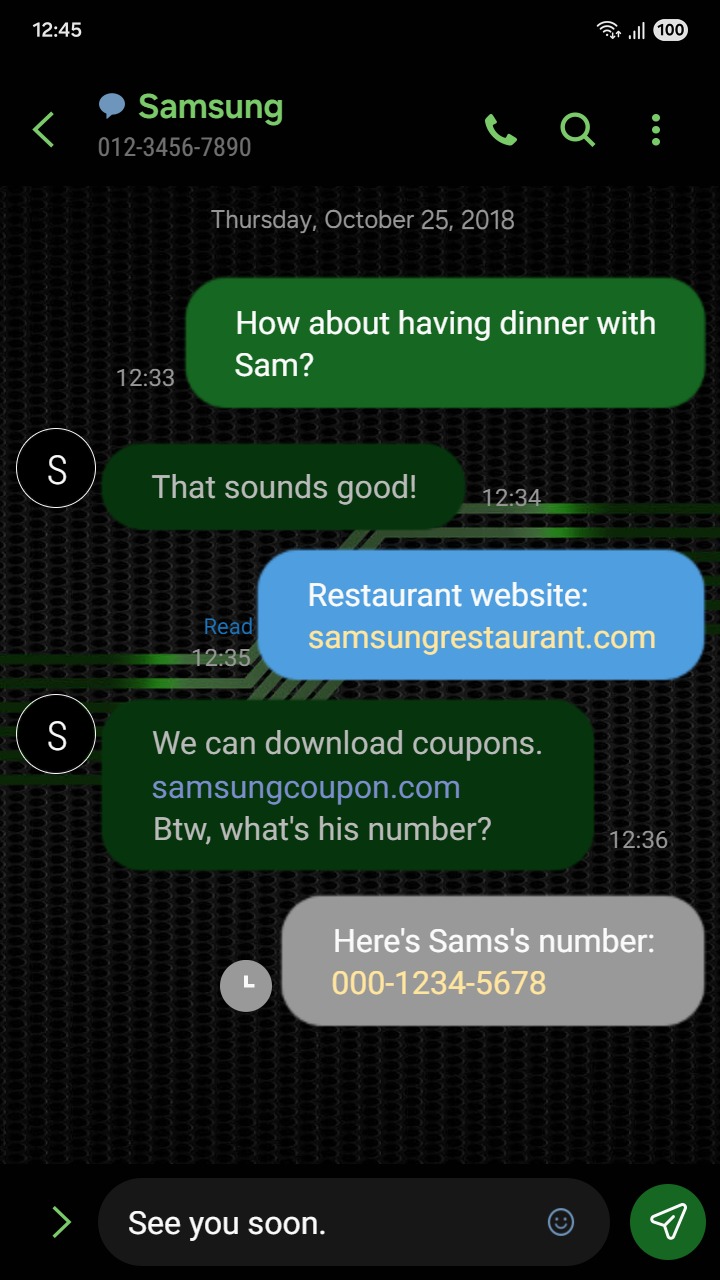 12:45
100
Samsung
012-3456-7890
Thursday, October 25, 2018
How about having dinner with
Sam?
12:33
S
That sounds good!
12:34
Restaurant website:
samsungrestaurant.com
Read
12:35
S
We can download coupons.
samsungcoupon.com
Btw, what's his number?
12:36
Here's Sams's number:
000-1234-5678
See you soon.